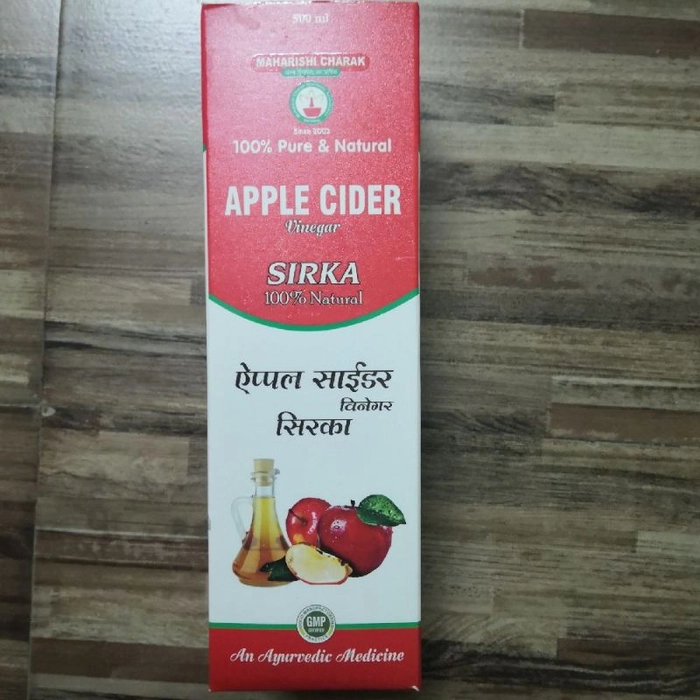 500 ml
MAHARISHI CHARAK
Since 2003
100% Pure & Natural
APPLE CIDER
Vinegar
SIRKA
100% Natural
ऐप्पल साईडर
विनेगर
सिरका
GMP
CERTIFIED
An Ayurvedic Medicine